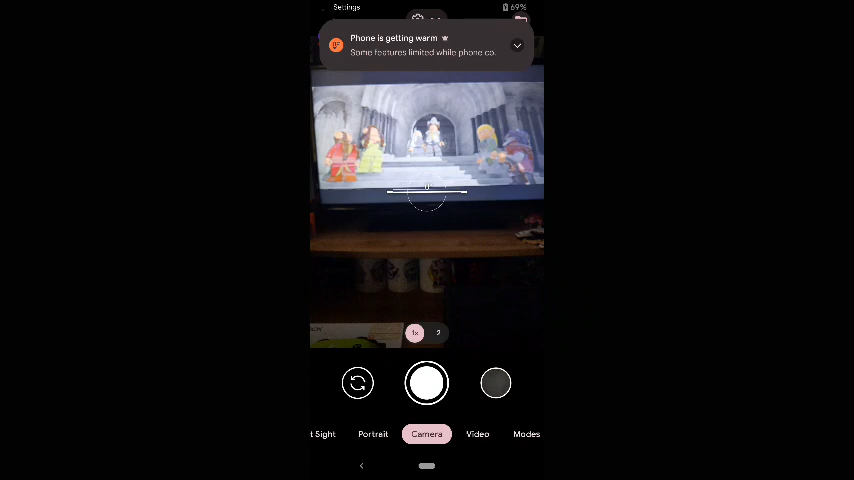 Settings
69%
Phone is getting warm
Some features limited while phone co.
1x
2
t Sight
Portrait
Camera
Video
Modes